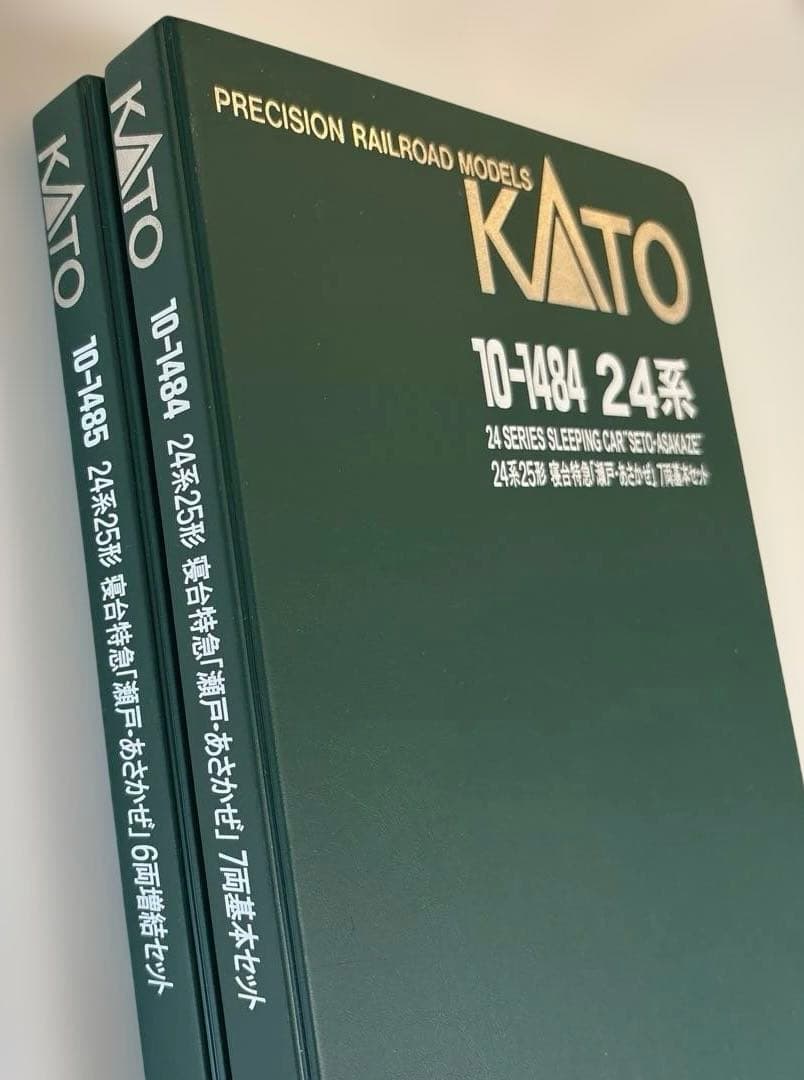 KATO
10-1485 24系25形 寝台特急「瀬戸・あさかぜ」 6両増結セット
KATO
10-1484 24系25形 寝台特急「瀬戸・あさかぜ」 7両基本セット
PRECISION RAILROAD MODELS
KATO
10-1484 24系
24 SERIES SLEEPING CAR "SETO・ASAKAZE"
24系25形 寝台特急「瀬戸・あさかぜ」 7両基本セット